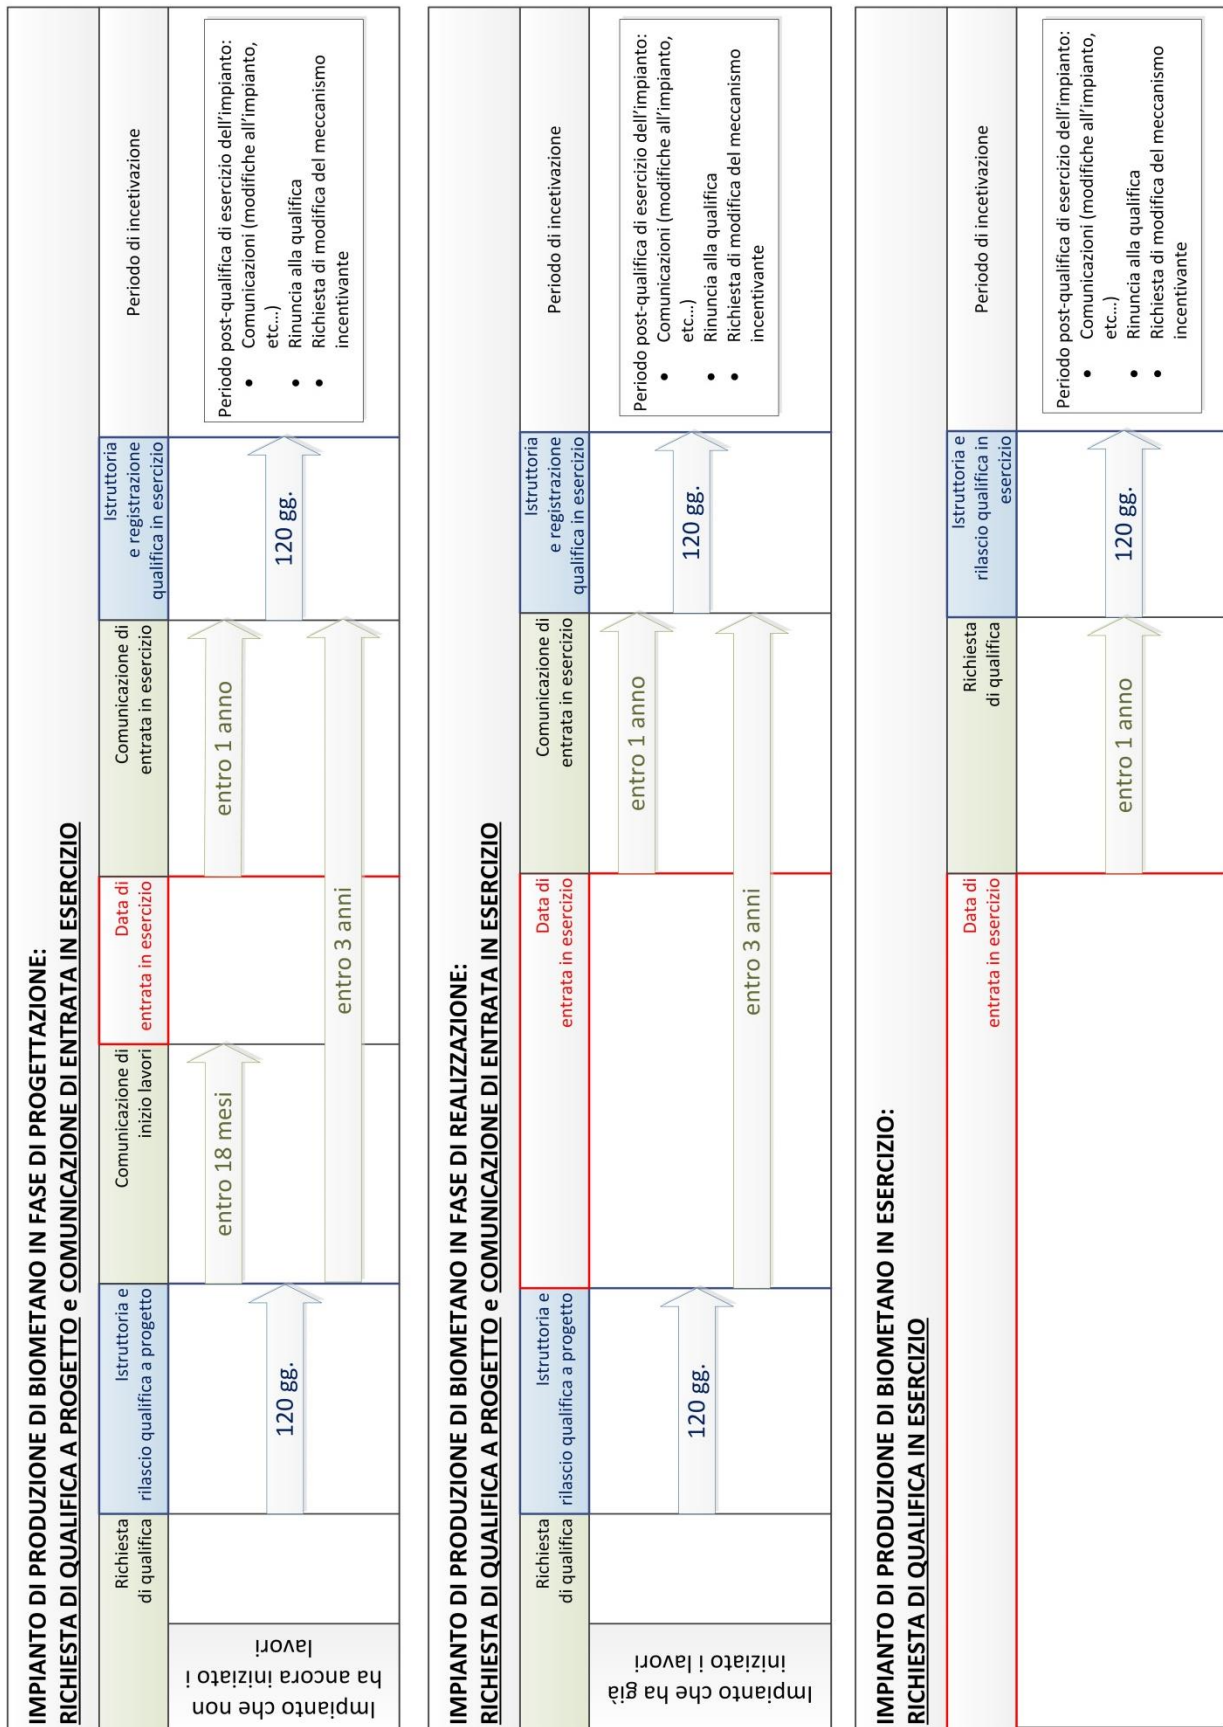 IMPIANTO DI PRODUZIONE DI BIOMETANO IN FASE DI PROGETTAZIONE:
RICHIESTA DI QUALIFICA A PROGETTO e COMUNICAZIONE DI ENTRATA IN ESERCIZIO
Richiesta
di qualifica
Istruttoria e
rilascio qualifica a progetto
Comunicazione di
inizio lavori
Data di
entrata in esercizio
Comunicazione di
entrata in esercizio
Istruttoria
e registrazione
qualifica in esercizio
Periodo di incetivazione
Impianto che non
ha ancora iniziato i
lavori
120 gg.
entro 18 mesi
entro 3 anni
entro 1 anno
120 gg.
Periodo post-qualifica di esercizio dell'impianto:
• Comunicazioni (modifiche all'impianto,
etc...)
• Rinuncia alla qualifica
• Richiesta di modifica del meccanismo
incentivante
IMPIANTO DI PRODUZIONE DI BIOMETANO IN FASE DI REALIZZAZIONE:
RICHIESTA DI QUALIFICA A PROGETTO e COMUNICAZIONE DI ENTRATA IN ESERCIZIO
Richiesta
di qualifica
Istruttoria e
rilascio qualifica a progetto
Data di
entrata in esercizio
Comunicazione di
entrata in esercizio
Istruttoria
e registrazione
qualifica in esercizio
Periodo di incetivazione
Impianto che ha già
iniziato i lavori
120 gg.
entro 3 anni
entro 1 anno
120 gg.
Periodo post-qualifica di esercizio dell'impianto:
• Comunicazioni (modifiche all'impianto,
etc...)
• Rinuncia alla qualifica
• Richiesta di modifica del meccanismo
incentivante
IMPIANTO DI PRODUZIONE DI BIOMETANO IN ESERCIZIO:
RICHIESTA DI QUALIFICA IN ESERCIZIO
Data di
entrata in esercizio
Richiesta
di qualifica
Istruttoria e
rilascio qualifica in
esercizio
Periodo di incetivazione
entro 1 anno
120 gg.
Periodo post-qualifica di esercizio dell'impianto:
• Comunicazioni (modifiche all'impianto,
etc...)
• Rinuncia alla qualifica
• Richiesta di modifica del meccanismo
incentivante